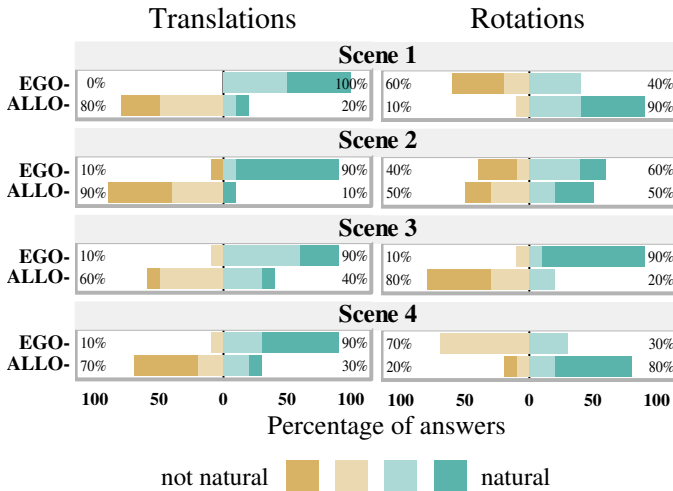 Translations Rotations
Scene 1
EGO- 0% 100% 60% 40%
ALLO- 80% 20% 10% 90%
Scene 2
EGO- 10% 90% 40% 60%
ALLO- 90% 10% 50% 50%
Scene 3
EGO- 10% 90% 10% 90%
ALLO- 60% 40% 80% 20%
Scene 4
EGO- 10% 90% 70% 30%
ALLO- 70% 30% 20% 80%
100 50 0 50 100 100 50 0 50 100
Percentage of answers
not natural natural